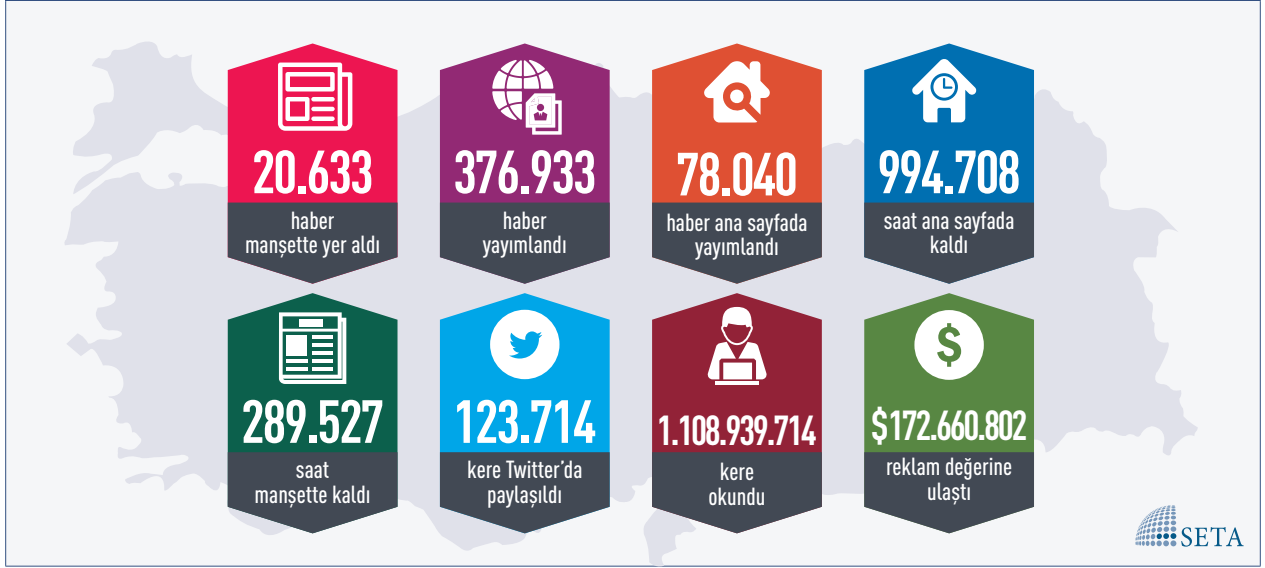 20.633
haber
manşette yer aldı
376.933
haber
yayımlandı
78.040
haber ana sayfada
yayımlandı
994.708
saat ana sayfada
kaldı
289.527
saat
manşette kaldı
123.714
kere Twitter'da
paylaşıldı
1.108.939.714
kere
okundu
$
$172.660.802
reklam değerine
ulaştı
SETA